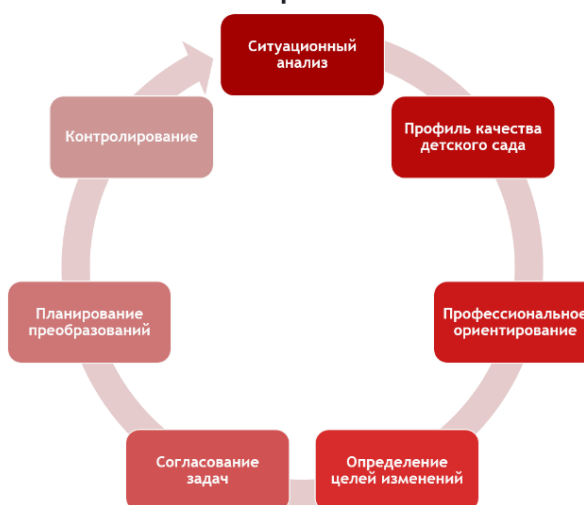 Ситуационный
анализ
Профиль качества
детского сада
Профессиональное
ориентирование
Определение
целей изменений
Согласование
задач
Планирование
преобразований
Контролирование